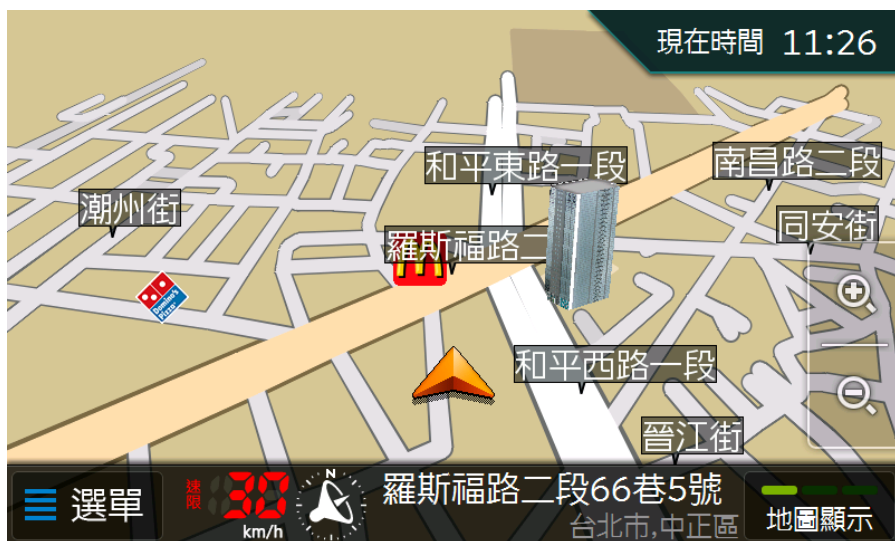 現在時間 11:26
和平東路一段
南昌路二段
潮州街
同安街
羅斯福路二
Domino's
Pizza
和平西路一段
晉江街
選單
速限
30
km/h
N
羅斯福路二段66巷5號
台北市,中正區
地圖顯示